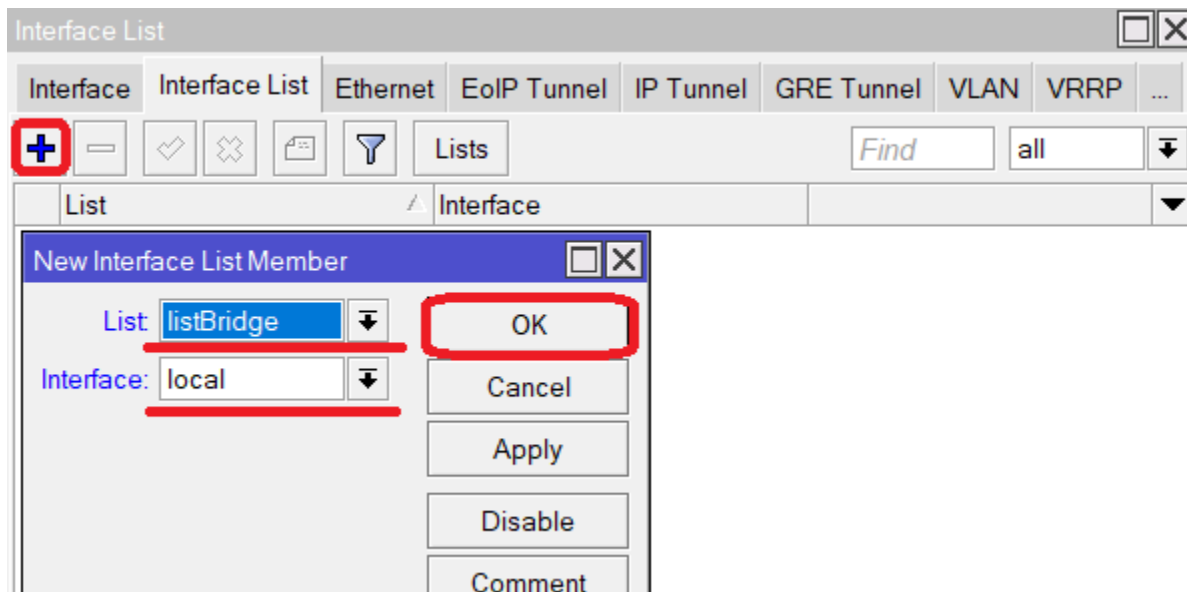 Interface List
Interface Interface List Ethernet EoIP Tunnel IP Tunnel GRE Tunnel VLAN VRRP ...
Lists Find all
List Interface
New Interface List Member
List: listBridge OK
Interface: local Cancel
Apply
Disable
Comment